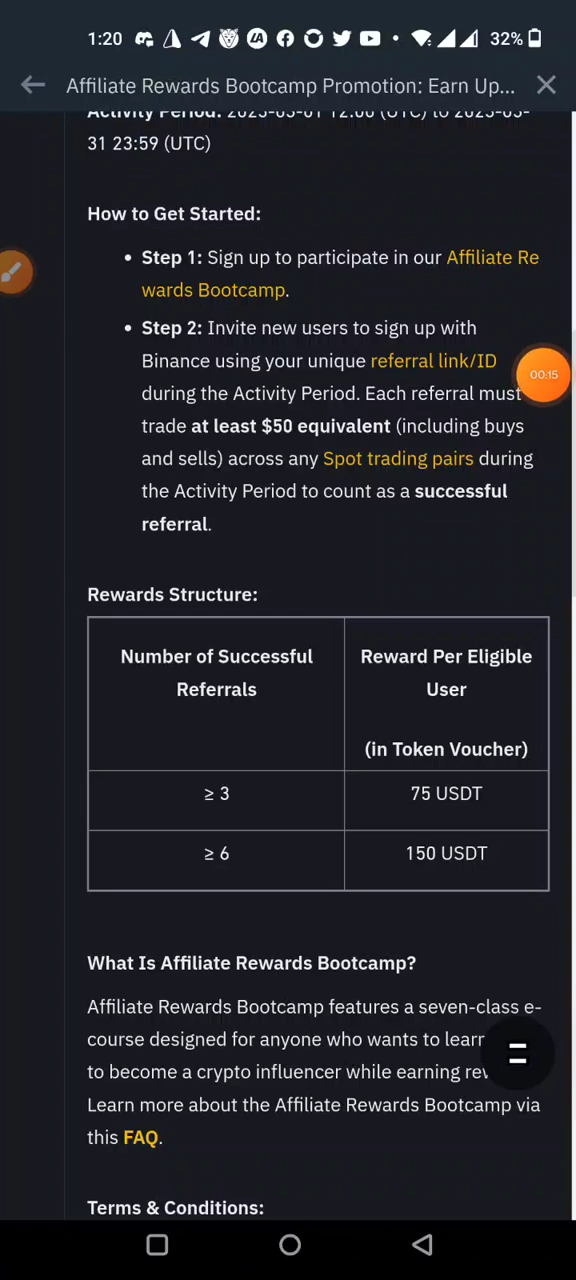 1:20
32%
Affiliate Rewards Bootcamp Promotion: Earn Up...
31 23:59 (UTC)
How to Get Started:
• Step 1: Sign up to participate in our Affiliate Re
wards Bootcamp.
• Step 2: Invite new users to sign up with
Binance using your unique referral link/ID
00:15
during the Activity Period. Each referral must
trade at least $50 equivalent (including buys
and sells) across any Spot trading pairs during
the Activity Period to count as a successful
referral.
Rewards Structure:
Number of Successful
Referrals
Reward Per Eligible
User
(in Token Voucher)
≥ 3
75 USDT
≥ 6
150 USDT
What Is Affiliate Rewards Bootcamp?
Affiliate Rewards Bootcamp features a seven-class e-
course designed for anyone who wants to learn
to become a crypto influencer while earning
Learn more about the Affiliate Rewards Bootcamp via
this FAQ.
Terms & Conditions: